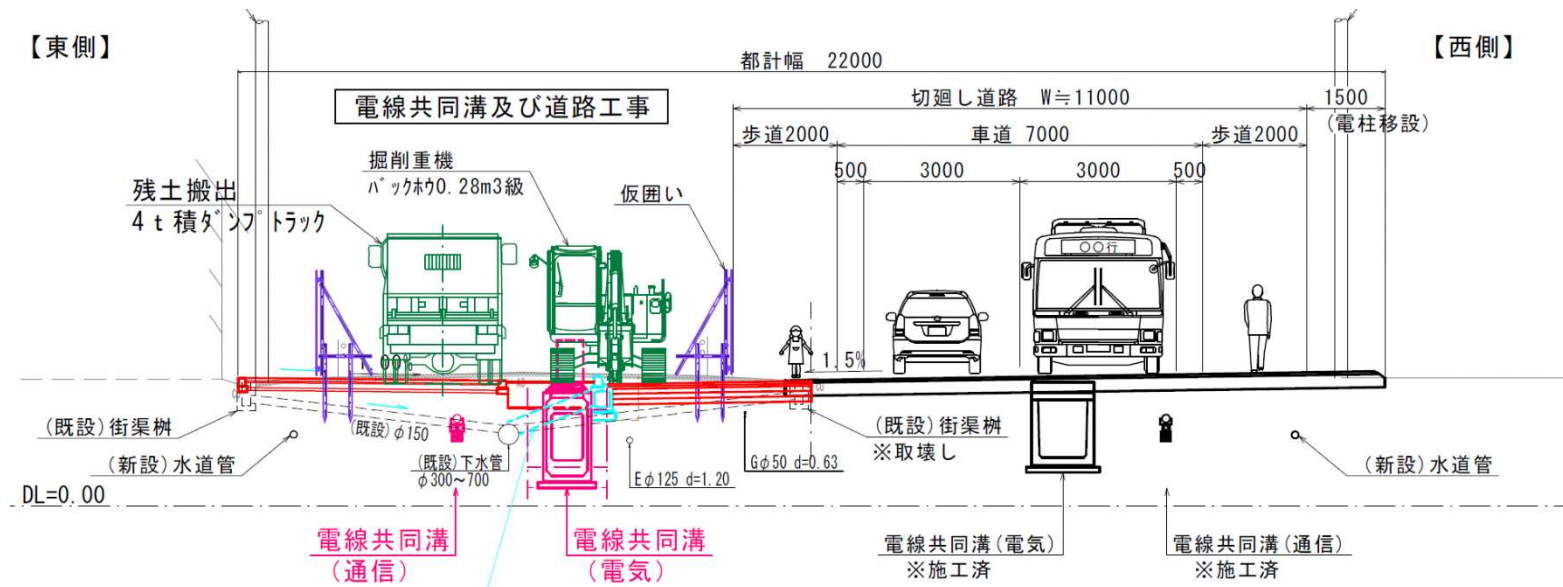 【東側】
【西側】
都計幅 22000
電線共同溝及び道路工事
切廻し道路 W≒11000
1500
(電柱移設)
歩道2000
車道 7000
歩道2000
掘削重機
バックホウ0.28m3級
500
3000
3000
500
残土搬出
4t積ダンプトラック
仮囲い
○○行
1.5%
(既設)街渠桝
(既設)φ150
(新設)水道管
(既設)下水管
φ300～700
Eφ125 d=1.20
Gφ50 d=0.63
(既設)街渠桝
※取壊し
(新設)水道管
DL=0.00
電線共同溝
(通信)
電線共同溝
(電気)
電線共同溝(電気)
※施工済
電線共同溝(通信)
※施工済